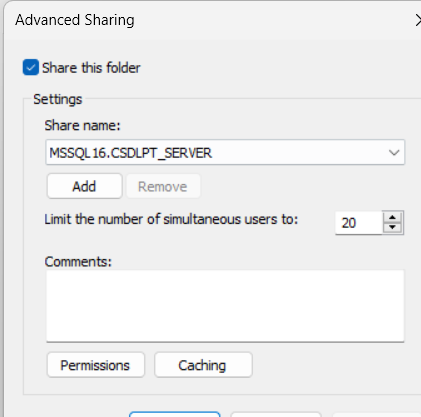 Advanced Sharing
Share this folder
Settings
Share name:
MSSQL16.CSDLPT_SERVER
Add
Remove
Limit the number of simultaneous users to:
20
Comments:
Permissions
Caching